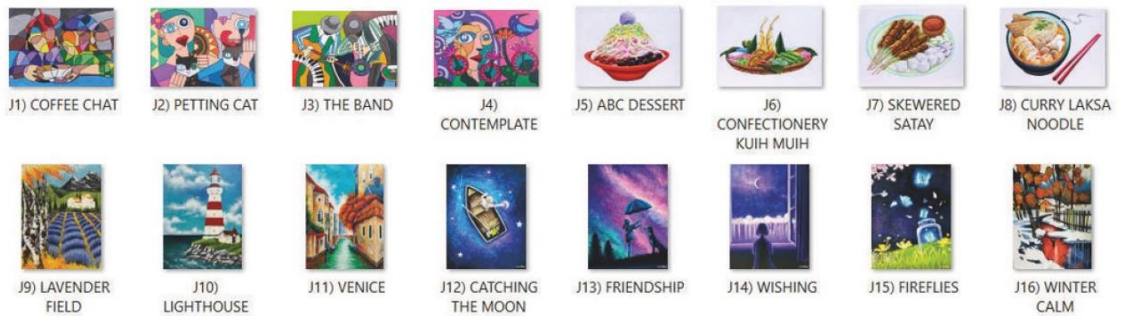 J1) COFFEE CHAT
J2) PETTING CAT
J3) THE BAND
J4)
CONTEMPLATE
J5) ABC DESSERT
J6)
CONFECTIONERY
KUIH MUIH
J7) SKEWERED
SATAY
J8) CURRY LAKSA
NOODLE
J9) LAVENDER
FIELD
J10)
LIGHTHOUSE
J11) VENICE
J12) CATCHING
THE MOON
J13) FRIENDSHIP
J14) WISHING
J15) FIREFLIES
J16) WINTER
CALM